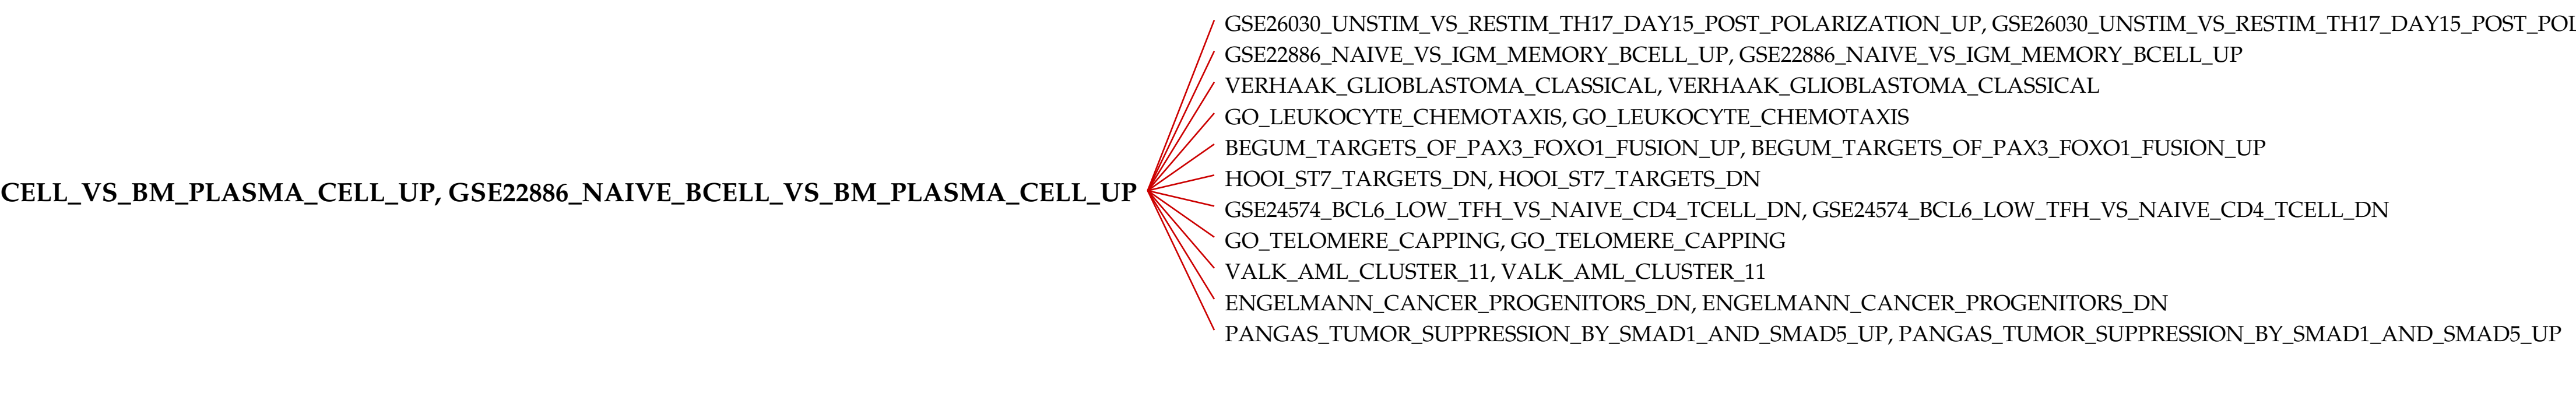 GSE26030_UNSTIM_VS_RESTIM_TH17_DAY15_POST_POLARIZATION_UP, GSE26030_UNSTIM_VS_RESTIM_TH17_DAY15_POST_POL
GSE22886_NAIVE_VS_IGM_MEMORY_BCELL_UP, GSE22886_NAIVE_VS_IGM_MEMORY_BCELL_UP
VERHAAK_GLIOBLASTOMA_CLASSICAL, VERHAAK_GLIOBLASTOMA_CLASSICAL
GO_LEUKOCYTE_CHEMOTAXIS, GO_LEUKOCYTE_CHEMOTAXIS
BEGUM_TARGETS_OF_PAX3_FOXO1_FUSION_UP, BEGUM_TARGETS_OF_PAX3_FOXO1_FUSION_UP
HOOI_ST7_TARGETS_DN, HOOI_ST7_TARGETS_DN
CELL_VS_BM_PLASMA_CELL_UP, GSE22886_NAIVE_BCELL_VS_BM_PLASMA_CELL_UP
GSE24574_BCL6_LOW_TFH_VS_NAIVE_CD4_TCELL_DN, GSE24574_BCL6_LOW_TFH_VS_NAIVE_CD4_TCELL_DN
GO_TELOMERE_CAPPING, GO_TELOMERE_CAPPING
VALK_AML_CLUSTER_11, VALK_AML_CLUSTER_11
ENGELMANN_CANCER_PROGENITORS_DN, ENGELMANN_CANCER_PROGENITORS_DN
PANGAS_TUMOR_SUPPRESSION_BY_SMAD1_AND_SMAD5_UP, PANGAS_TUMOR_SUPPRESSION_BY_SMAD1_AND_SMAD5_UP